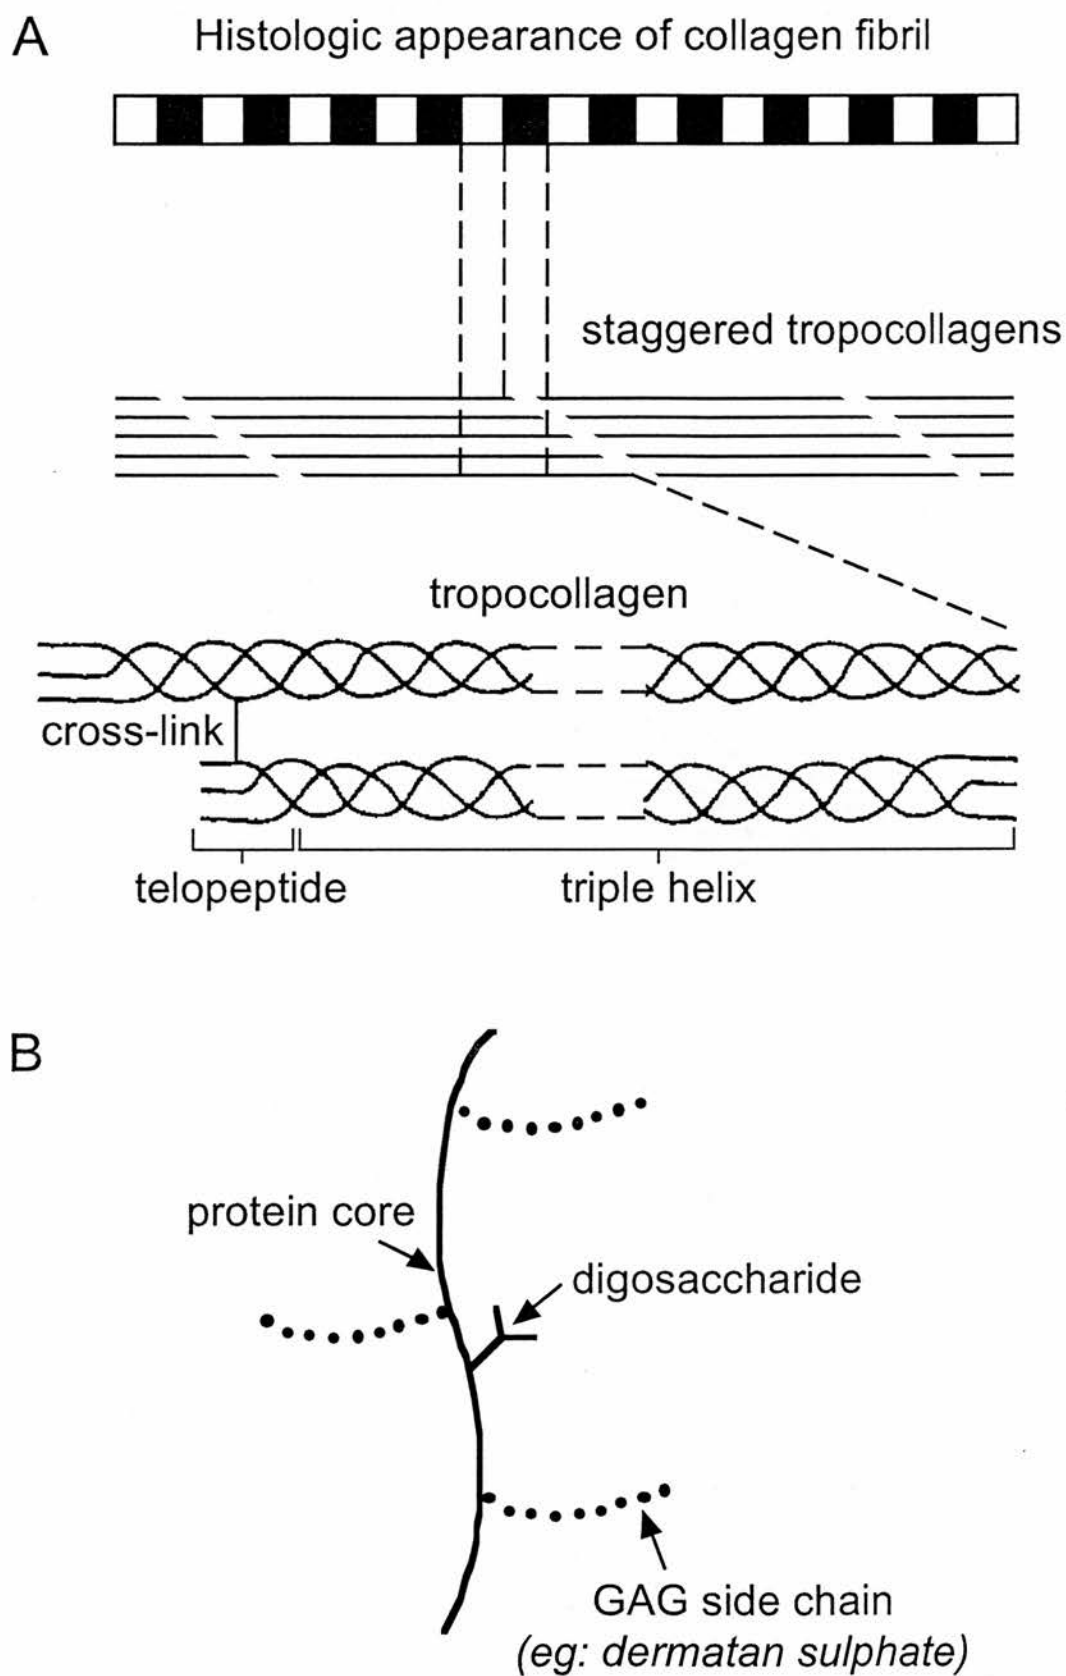 A
Histologic appearance of collagen fibril
staggered tropocollagens
tropocollagen
cross-link
telopeptide
triple helix
B
protein core
digosaccharide
GAG side chain
(eg: dermatan sulphate)